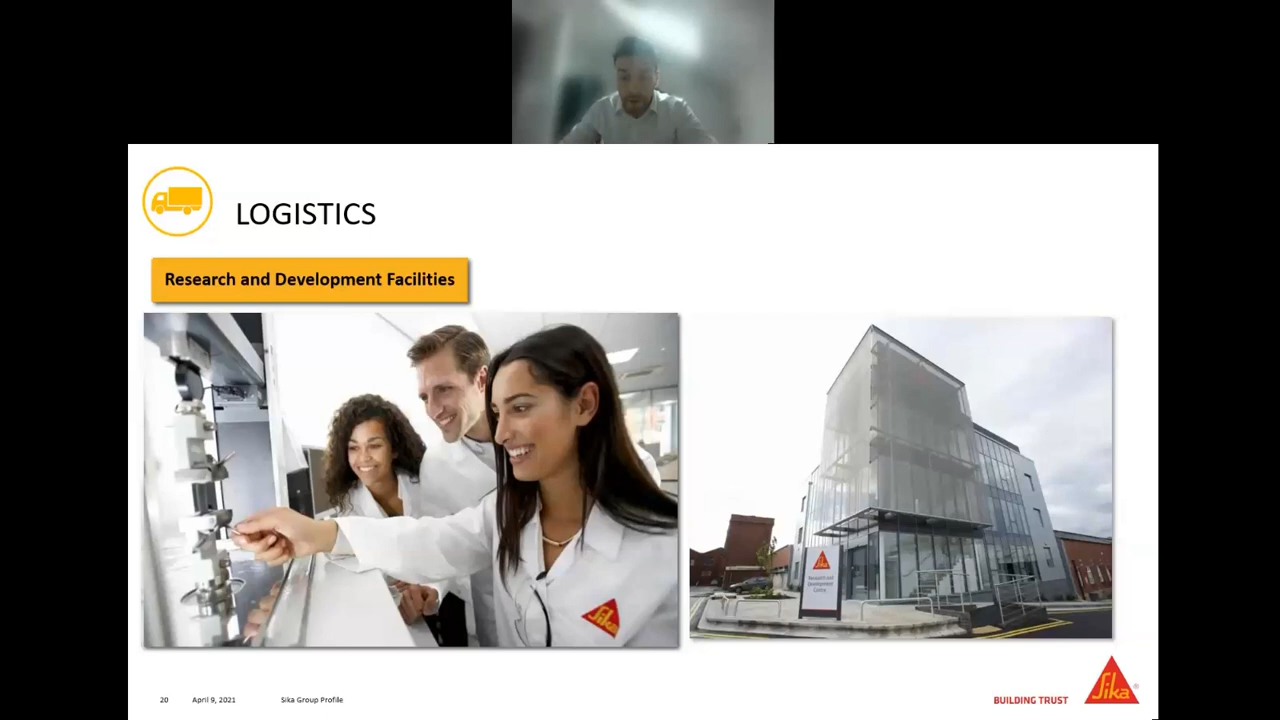 LOGISTICS
Research and Development Facilities
Sika
Research and
Development
Centre
20 April 9, 2021 Sika Group Profile
BUILDING TRUST
Sika®